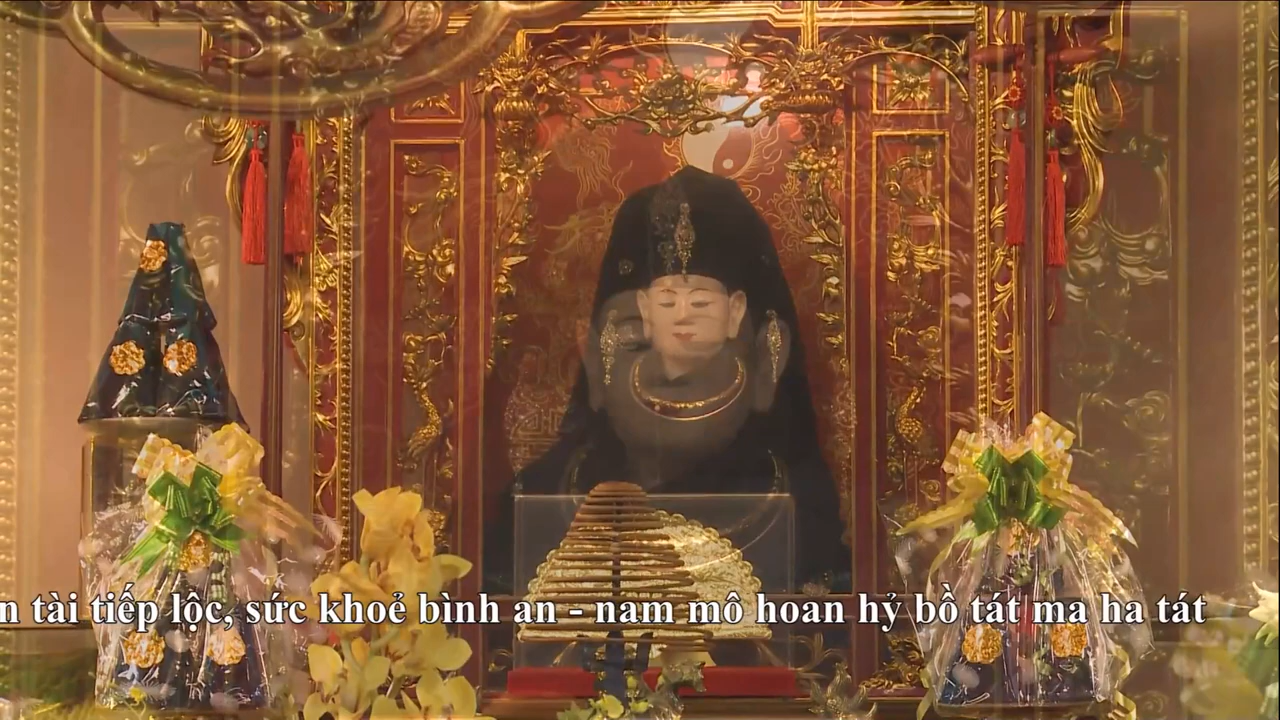 tài tiếp lộc, sức khoẻ bình an - nam mô hoan hỷ bồ tát ma ha tát